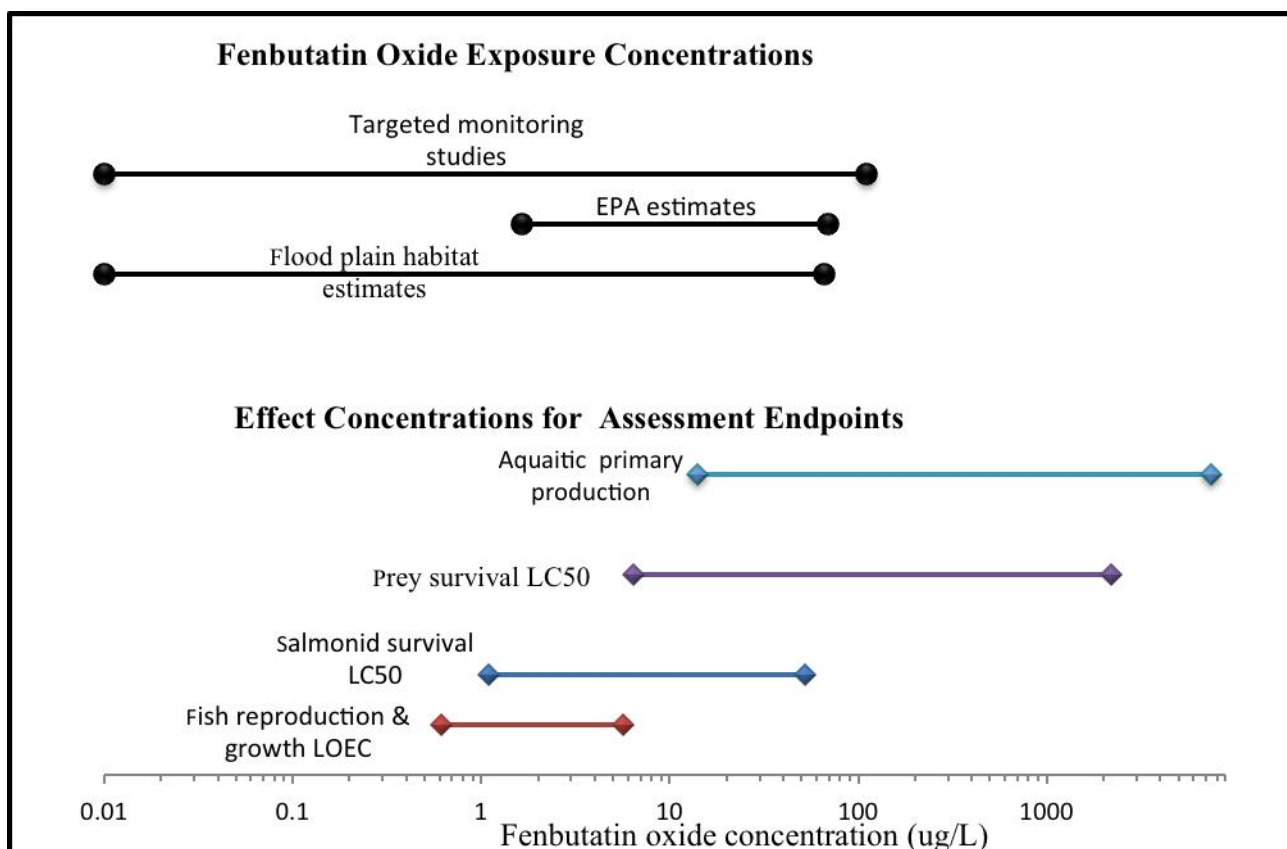 Fenbutatin Oxide Exposure Concentrations
Targeted monitoring
studies
EPA estimates
Flood plain habitat
estimates
Effect Concentrations for  Assessment Endpoints
Aquaitic  primary
production
Prey survival LC50
Salmonid survival
LC50
Fish reproduction &
growth LOEC
0.01 0.1 1 10 100 1000
Fenbutatin oxide concentration (ug/L)